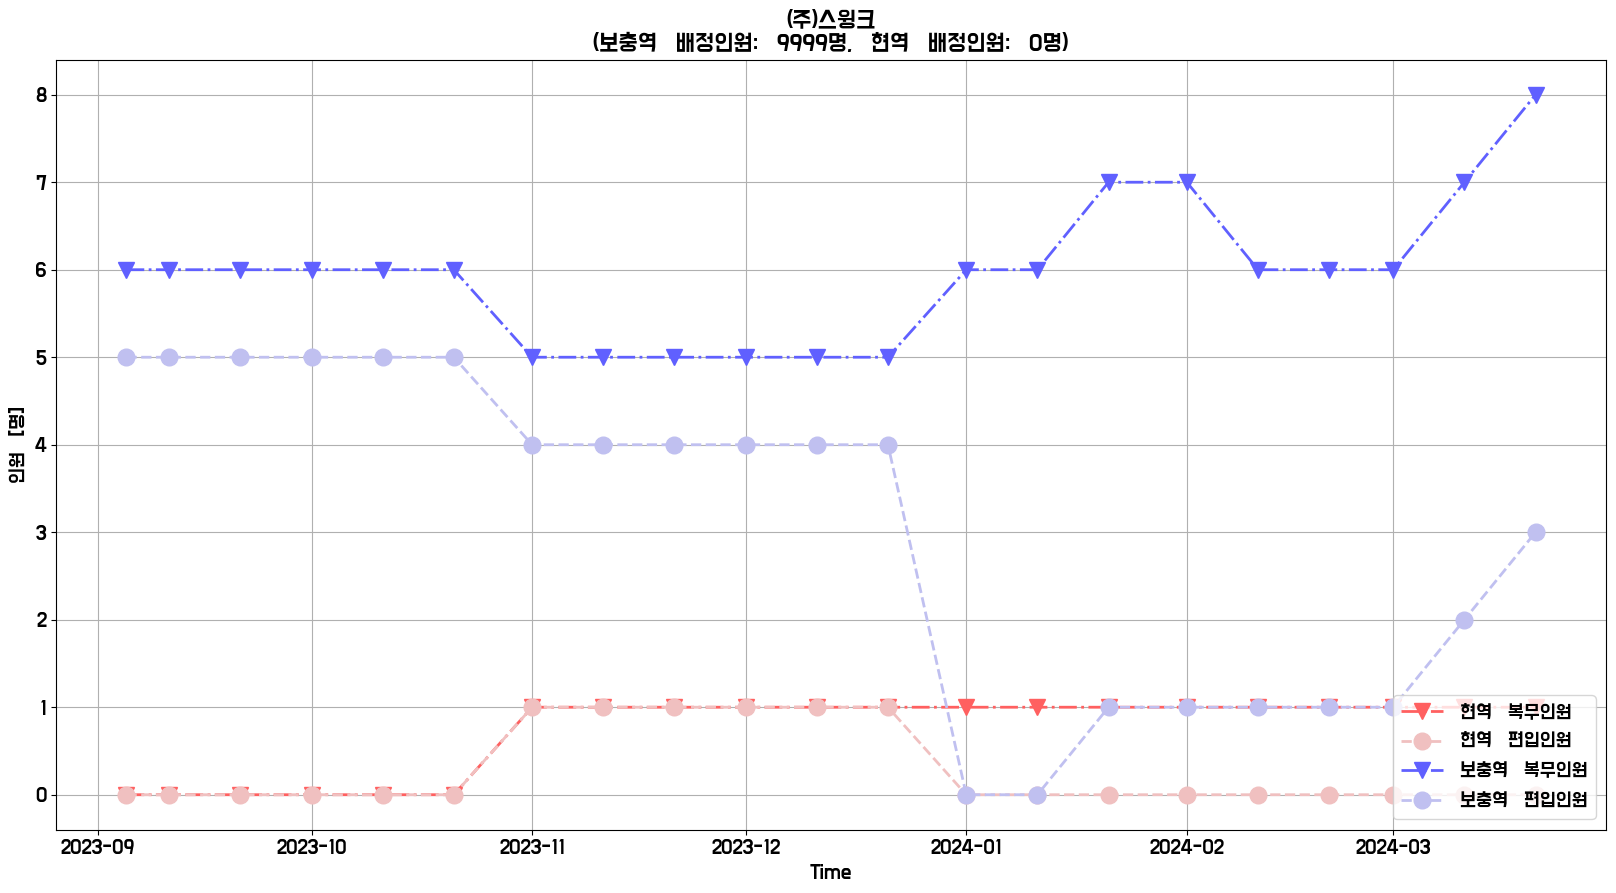 (주)스윙크
(보충역 배정인원: 9999명, 현역 배정인원: 0명)
인원 [명]
8
7
6
5
4
3
2
1
0
현역 복무인원
현역 편입인원
보충역 복무인원
보충역 편입인원
2023-09 2023-10 2023-11 2023-12 2024-01 2024-02 2024-03
Time